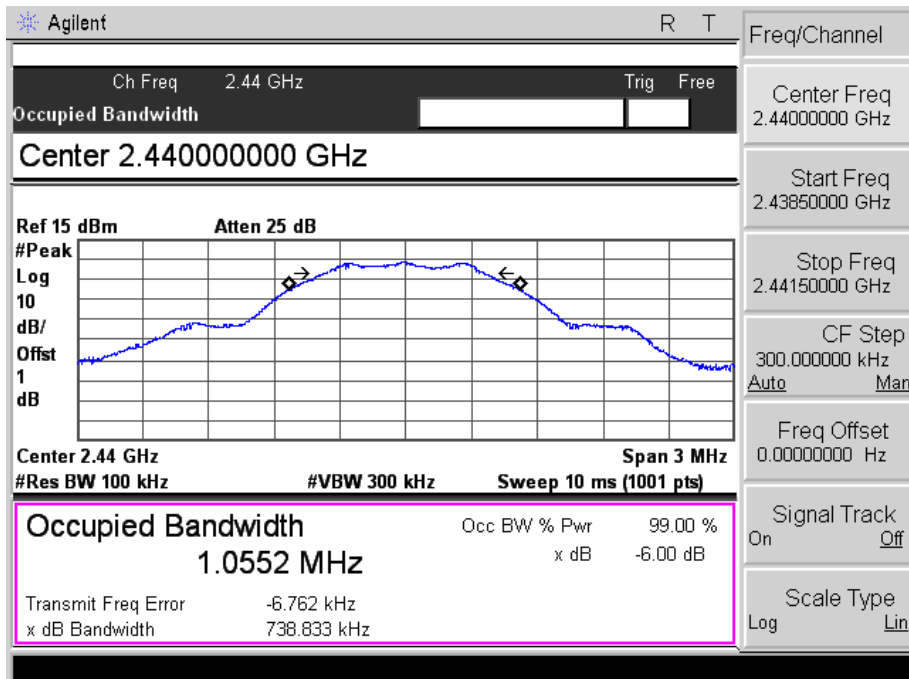 Agilent R T
Ch Freq 2.44 GHz Trig Free
Occupied Bandwidth
Center 2.440000000 GHz
Ref 15 dBm Atten 25 dB
#Peak
Log
10
dB/
Offst
1
dB
Center 2.44 GHz Span 3 MHz
#Res BW 100 kHz #VBW 300 kHz Sweep 10 ms (1001 pts)
Occupied Bandwidth Occ BW % Pwr 99.00 %
1.0552 MHz x dB -6.00 dB
Transmit Freq Error -6.762 kHz
x dB Bandwidth 738.833 kHz
Freq/Channel
Center Freq
2.44000000 GHz
Start Freq
2.43850000 GHz
Stop Freq
2.44150000 GHz
CF Step
300.000000 kHz
Auto Man
Freq Offset
0.00000000 Hz
Signal Track
On Off
Scale Type
Log Lin